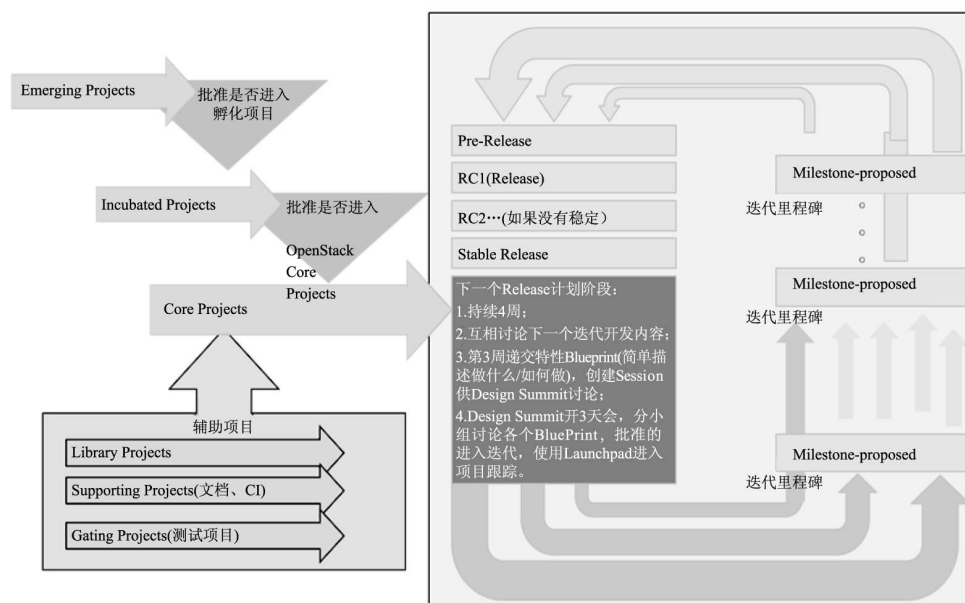 Emerging Projects
批准是否进入
孵化项目
Incubated Projects
批准是否进入
OpenStack
Core
Projects
Core Projects
辅助项目
Library Projects
Supporting Projects(文档、CI)
Gating Projects(测试项目)
Pre-Release
RC1(Release)
RC2…(如果没有稳定）
Stable Release
下一个Release计划阶段：
1.持续4周；
2.互相讨论下一个迭代开发内容；
3.第3周递交特性Blueprint(简单描
述做什么/如何做)，创建Session
供Design Summit讨论；
4.Design Summit开3天会，分小
组讨论各个BluePrint，批准的
进入迭代，使用Launchpad进入
项目跟踪。
Milestone-proposed
迭代里程碑
Milestone-proposed
迭代里程碑
Milestone-proposed
迭代里程碑